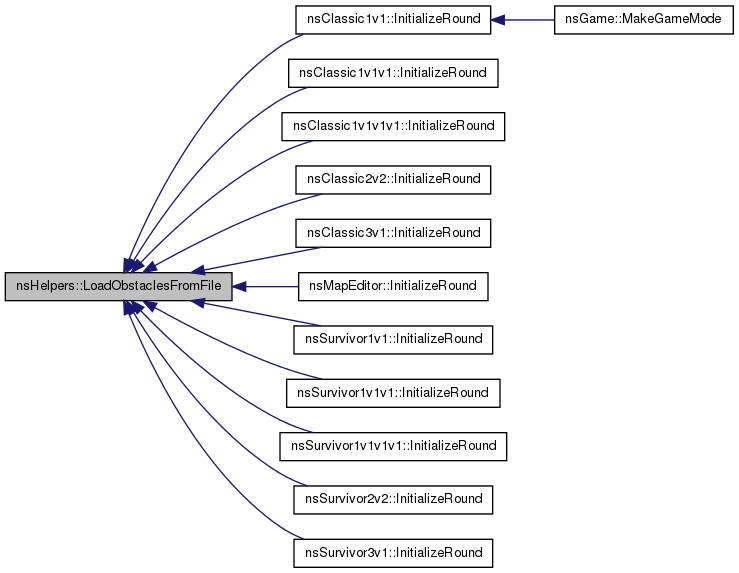 nsClassic1v1::InitializeRound
nsGame::MakeGameMode
nsClassic1v1v1::InitializeRound
nsClassic1v1v1v1::InitializeRound
nsClassic2v2::InitializeRound
nsClassic3v1::InitializeRound
nsHelpers::LoadObstaclesFromFile
nsMapEditor::InitializeRound
nsSurvivor1v1::InitializeRound
nsSurvivor1v1v1::InitializeRound
nsSurvivor1v1v1v1::InitializeRound
nsSurvivor2v2::InitializeRound
nsSurvivor3v1::InitializeRound